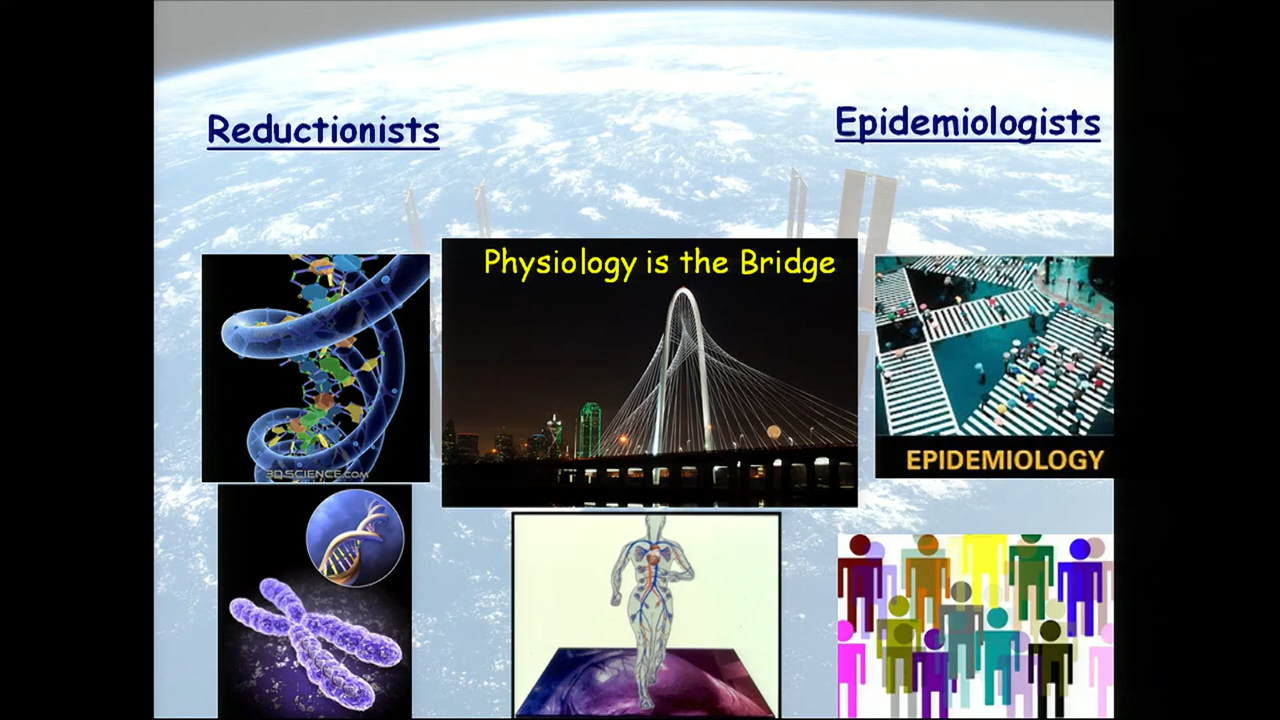 Reductionists
Epidemiologists
Physiology is the Bridge
3DSCIENCE.COM
EPIDEMIOLOGY